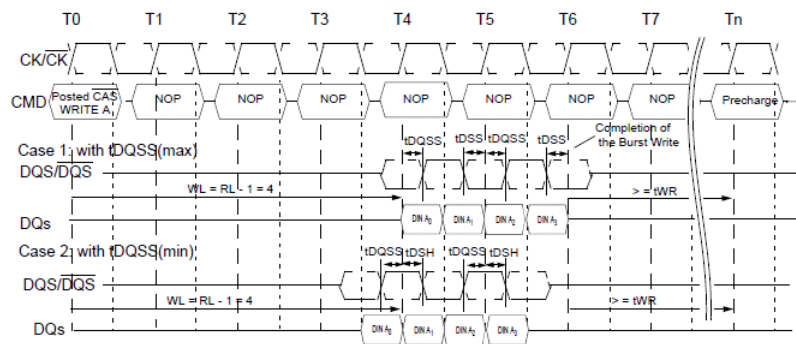 T0 T1 T2 T3 T4 T5 T6 T7 Tn
CK/CK
CMD Posted CAS WRITE A NOP NOP NOP NOP NOP NOP NOP Precharge
Completion of the Burst Write
tDQSS tDSS tDQSS tDSS
Case 1: with tDQSS(max)
DQS/DQS
WL = RL - 1 = 4 > = tWR
DQs DIN A0 DIN A1 DIN A2 DIN A3
Case 2: with tDQSS(min)
tDQSS tDSH tDQSS tDSH
DQS/DQS
WL = RL - 1 = 4 > = tWR
DQs DIN A0 DIN A1 DIN A2 DIN A3